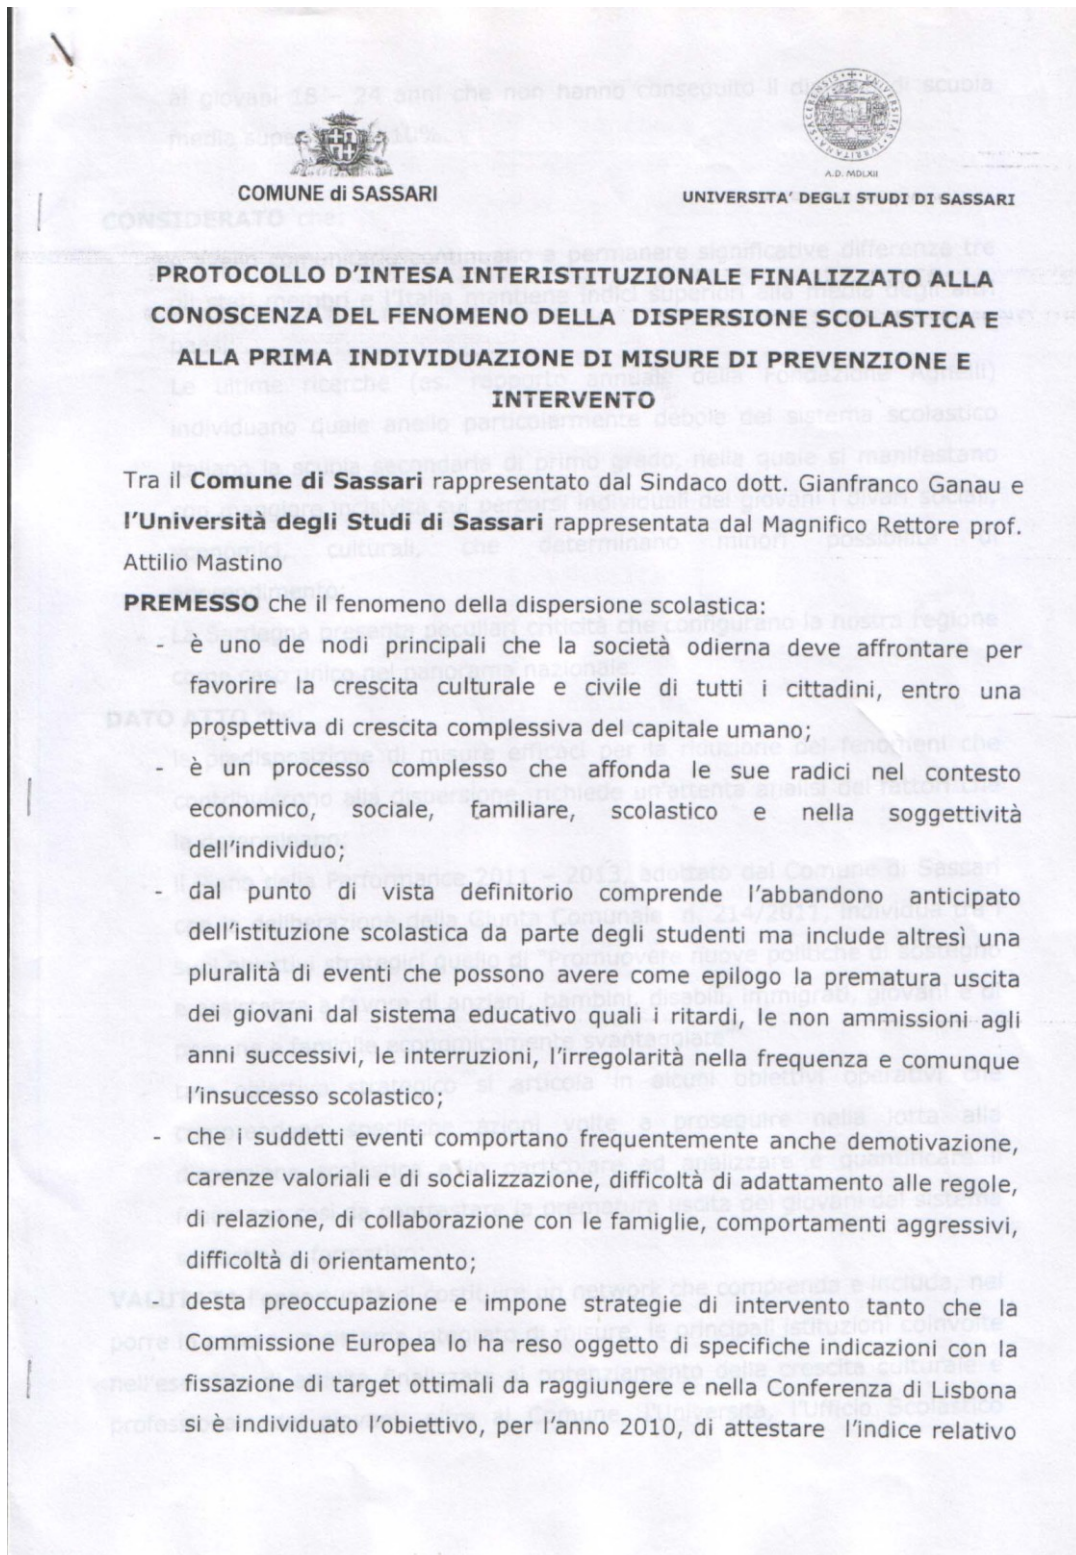 A.D. MDLXII
COMUNE di SASSARI
UNIVERSITA' DEGLI STUDI DI SASSARI
PROTOCOLLO D'INTESA INTERISTITUZIONALE FINALIZZATO ALLA
CONOSCENZA DEL FENOMENO DELLA DISPERSIONE SCOLASTICA E
ALLA PRIMA INDIVIDUAZIONE DI MISURE DI PREVENZIONE E
INTERVENTO
Tra il Comune di Sassari rappresentato dal Sindaco dott. Gianfranco Ganau e
l'Università degli Studi di Sassari rappresentata dal Magnifico Rettore prof.
Attilio Mastino
PREMESSO che il fenomeno della dispersione scolastica:
- è uno de nodi principali che la società odierna deve affrontare per
favorire la crescita culturale e civile di tutti i cittadini, entro una
prospettiva di crescita complessiva del capitale umano;
- è un processo complesso che affonda le sue radici nel contesto
economico, sociale, familiare, scolastico e nella soggettività
dell'individuo;
- dal punto di vista definitorio comprende l'abbandono anticipato
dell'istituzione scolastica da parte degli studenti ma include altresì una
pluralità di eventi che possono avere come epilogo la prematura uscita
dei giovani dal sistema educativo quali i ritardi, le non ammissioni agli
anni successivi, le interruzioni, l'irregolarità nella frequenza e comunque
l'insuccesso scolastico;
- che i suddetti eventi comportano frequentemente anche demotivazione,
carenze valoriali e di socializzazione, difficoltà di adattamento alle regole,
di relazione, di collaborazione con le famiglie, comportamenti aggressivi,
difficoltà di orientamento;
- desta preoccupazione e impone strategie di intervento tanto che la
Commissione Europea lo ha reso oggetto di specifiche indicazioni con la
fissazione di target ottimali da raggiungere e nella Conferenza di Lisbona
si è individuato l'obiettivo, per l'anno 2010, di attestare l'indice relativo